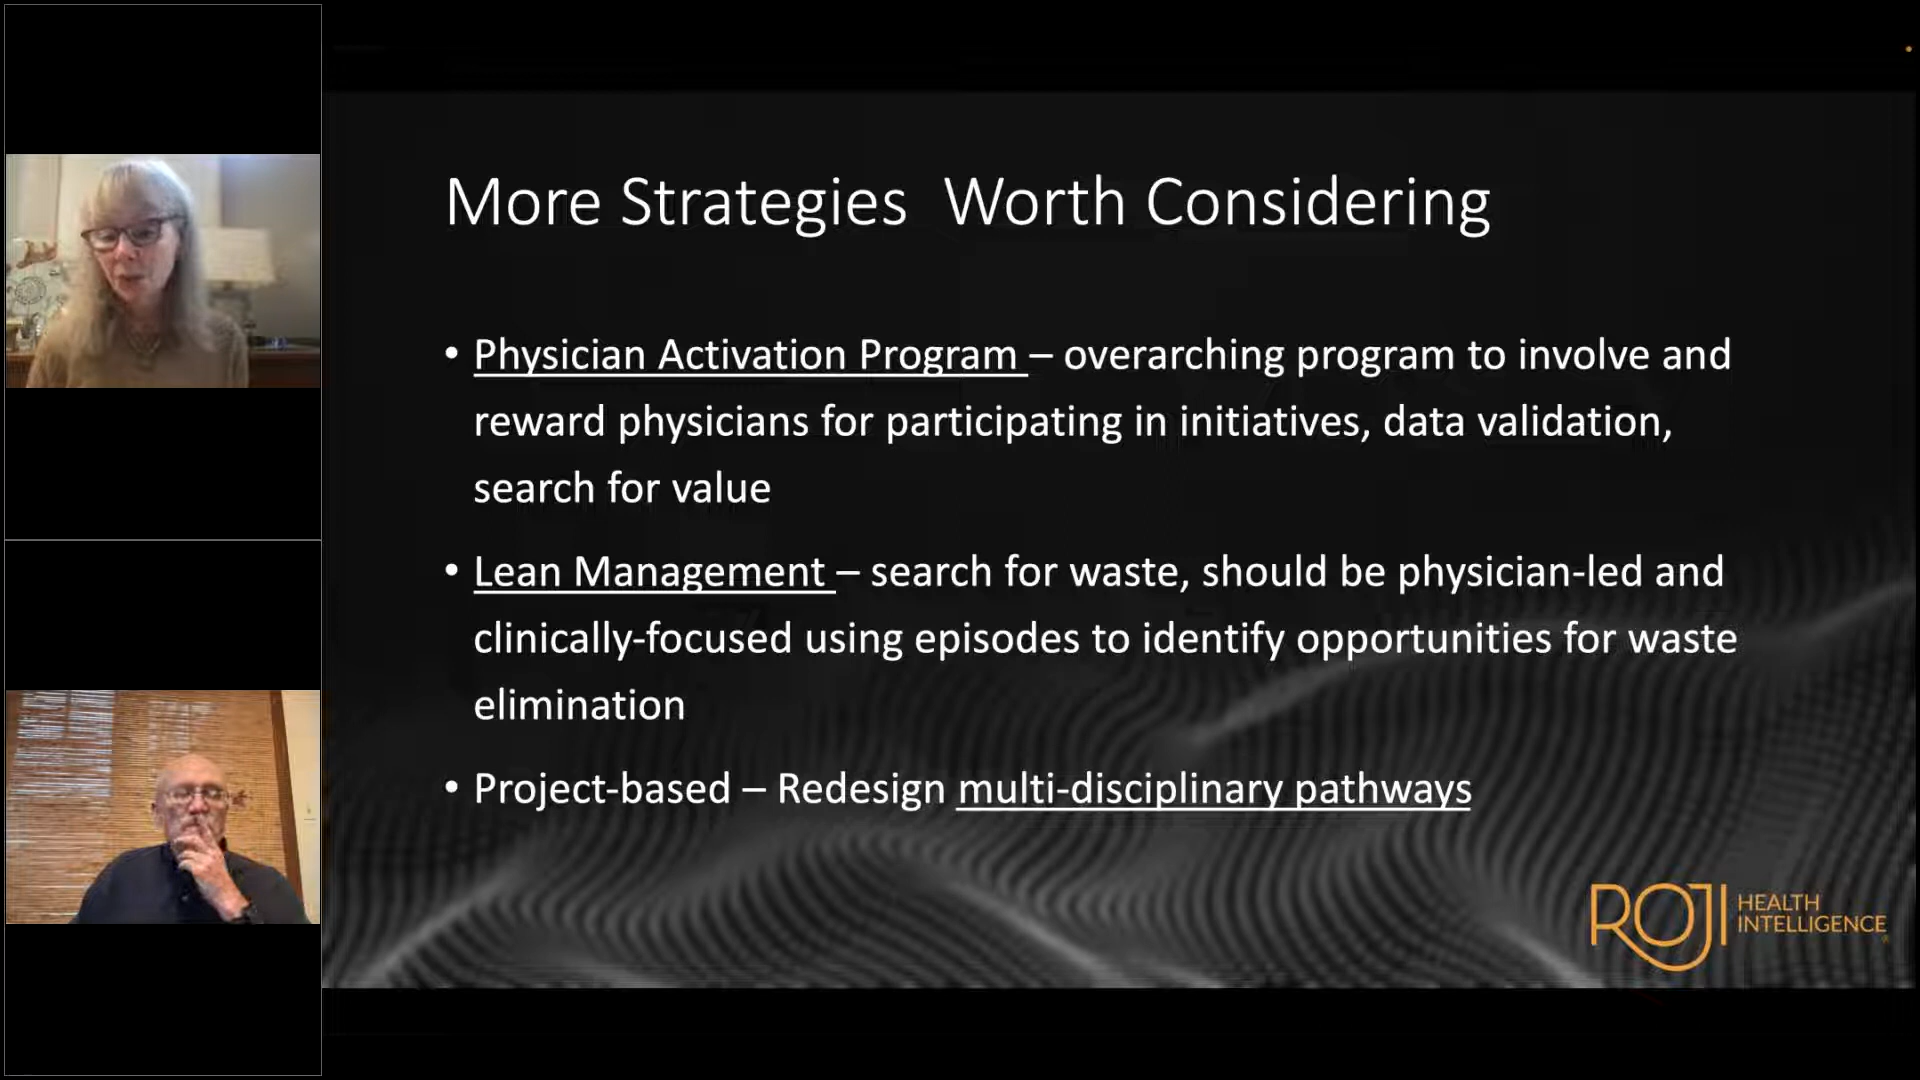 More Strategies  Worth Considering
• Physician Activation Program – overarching program to involve and
reward physicians for participating in initiatives, data validation,
search for value
• Lean Management – search for waste, should be physician-led and
clinically-focused using episodes to identify opportunities for waste
elimination
• Project-based – Redesign multi-disciplinary pathways
ROJI HEALTH
INTELLIGENCE